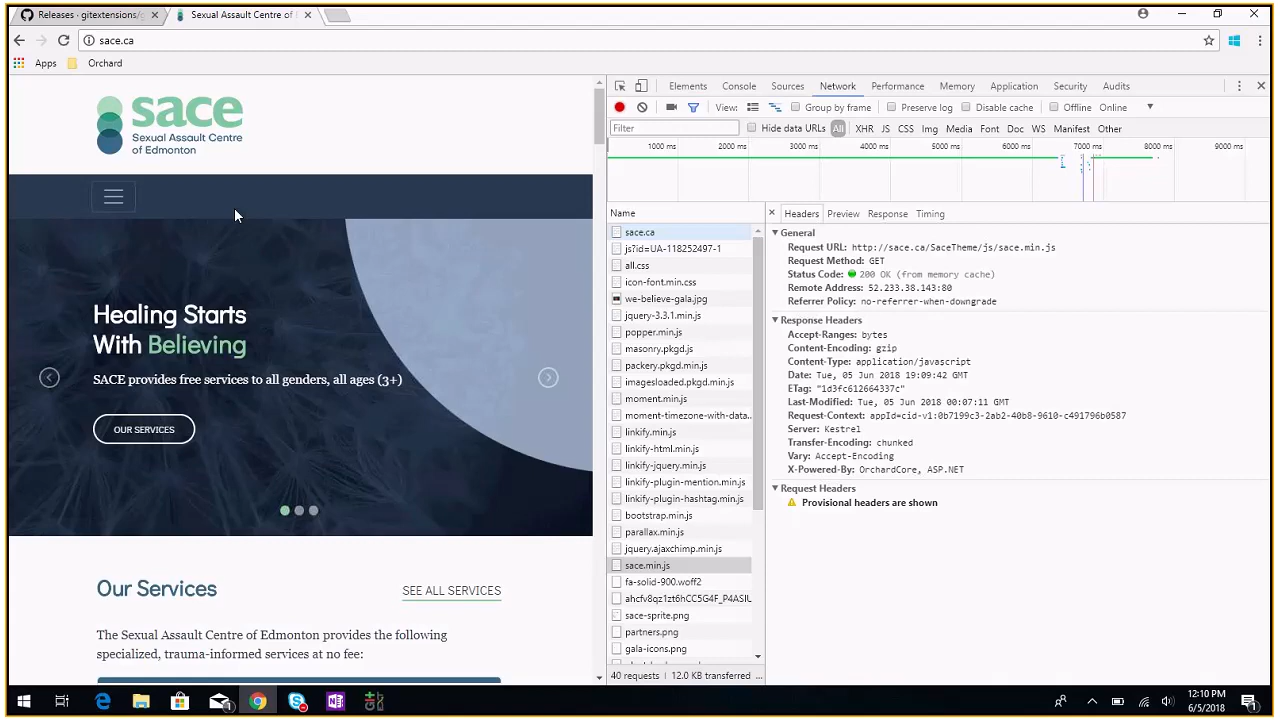 Releases · gitextensions/g
Sexual Assault Centre of
sace.ca
Apps
Orchard
sace
Sexual Assault Centre
of Edmonton
Healing Starts
With Believing
SACE provides free services to all genders, all ages (3+)
OUR SERVICES
Our Services
SEE ALL SERVICES
The Sexual Assault Centre of Edmonton provides the following
specialized, trauma-informed services at no fee:
Elements Console Sources Network Performance Memory Application Security Audits
View: Group by frame Preserve log Disable cache Offline Online
Filter Hide data URLs All XHR JS CSS Img Media Font Doc WS Manifest Other
1000 ms 2000 ms 3000 ms 4000 ms 5000 ms 6000 ms 7000 ms 8000 ms 9000 ms
Name
sace.ca
js?id=UA-118252497-1
all.css
icon-font.min.css
we-believe-gala.jpg
jquery-3.3.1.min.js
popper.min.js
masonry.pkgd.js
packery.pkgd.min.js
imagesloaded.pkgd.min.js
moment.min.js
moment-timezone-with-data...
linkify.min.js
linkify-html.min.js
linkify-jquery.min.js
linkify-plugin-mention.min.js
linkify-plugin-hashtag.min.js
bootstrap.min.js
parallax.min.js
jquery.ajaxchimp.min.js
sace.min.js
fa-solid-900.woff2
sace-sprite.png
partners.png
gala-icons.png
40 requests | 12.0 KB transferred ...
Headers Preview Response Timing
General
Request URL: http://sace.ca/SaceTheme/js/sace.min.js
Request Method: GET
Status Code: 200 OK (from memory cache)
Remote Address: 52.233.38.143:80
Referrer Policy: no-referrer-when-downgrade
Response Headers
Accept-Ranges: bytes
Content-Encoding: gzip
Content-Type: application/javascript
Date: Tue, 05 Jun 2018 19:09:42 GMT
ETag: "1d3fc612664337c"
Last-Modified: Tue, 05 Jun 2018 00:07:11 GMT
Request-Context: appId=cid-v1:0b7199c3-2ab2-40b8-9610-c491796b0587
Server: Kestrel
Transfer-Encoding: chunked
Vary: Accept-Encoding
X-Powered-By: OrchardCore, ASP.NET
Request Headers
Provisional headers are shown
12:10 PM
6/5/2018